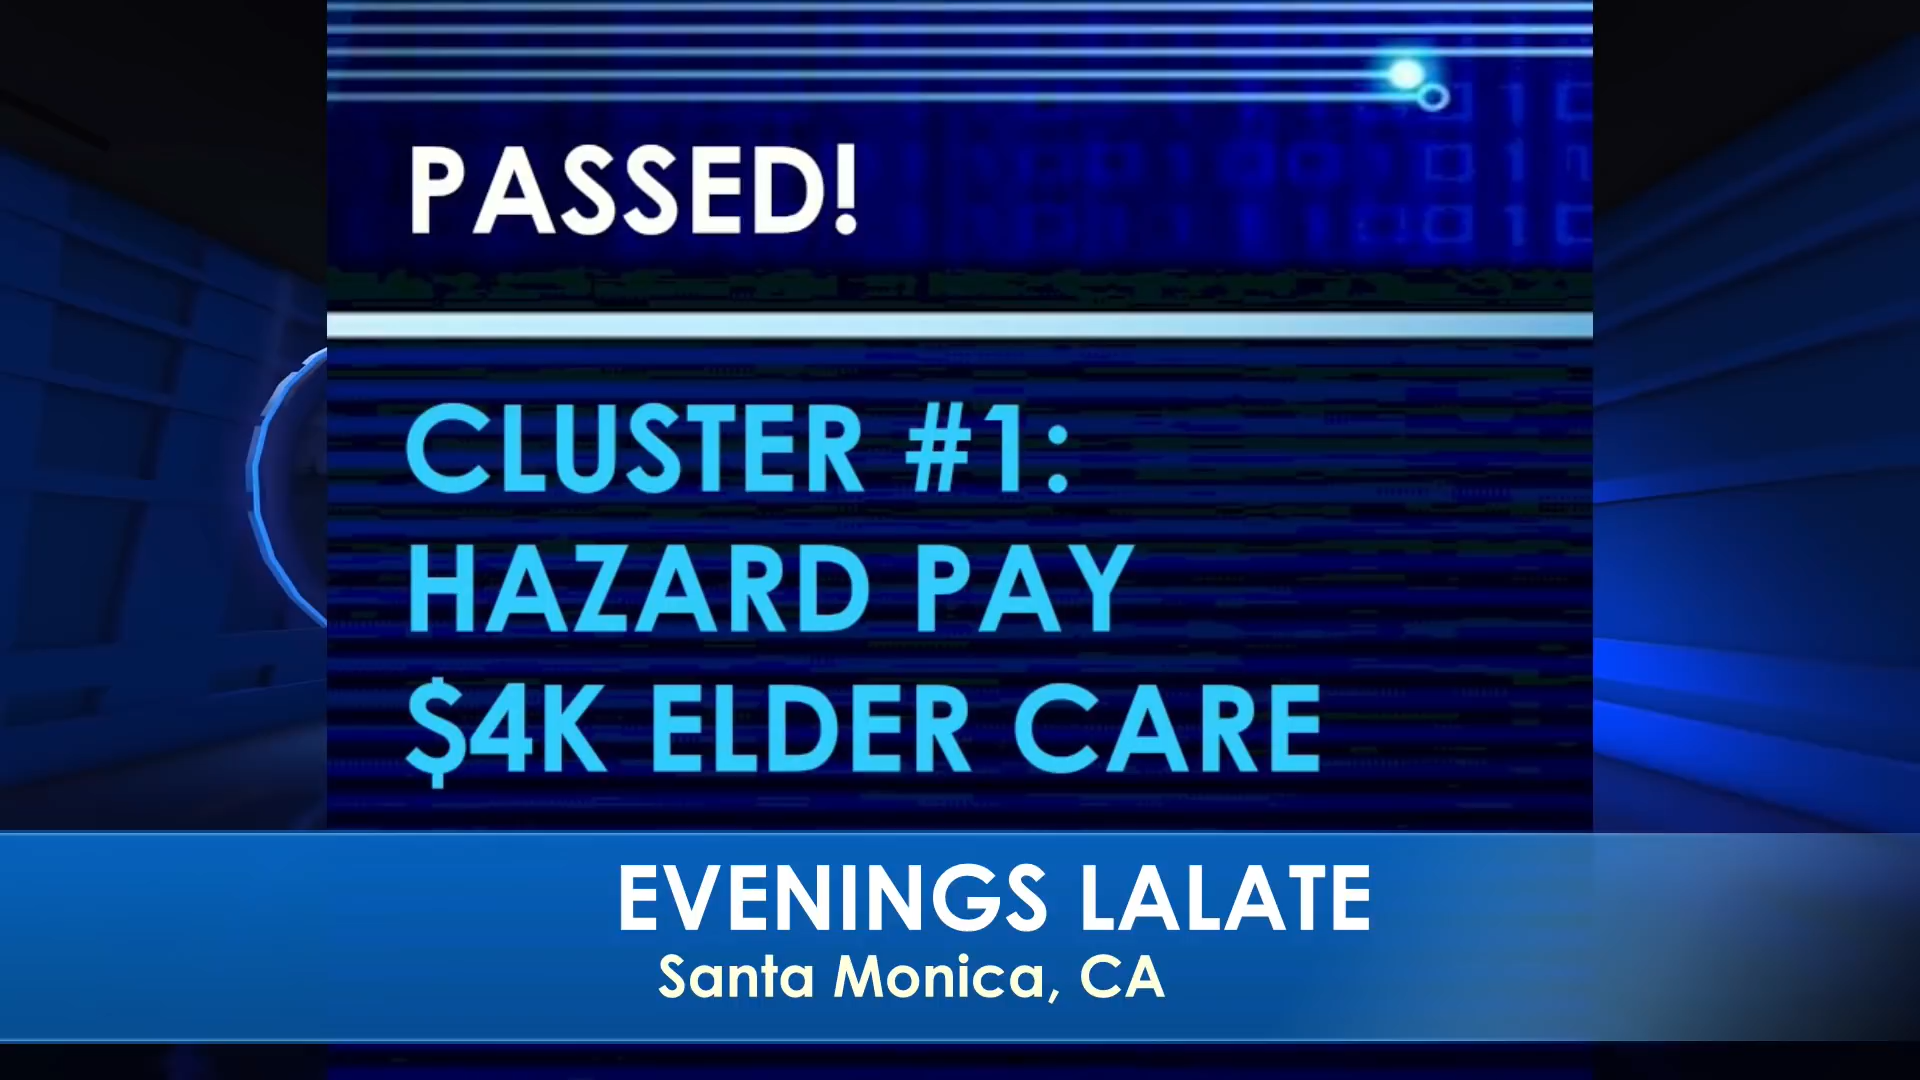 PASSED!
CLUSTER #1:
HAZARD PAY
$4K ELDER CARE
EVENINGS LALATE
Santa Monica, CA